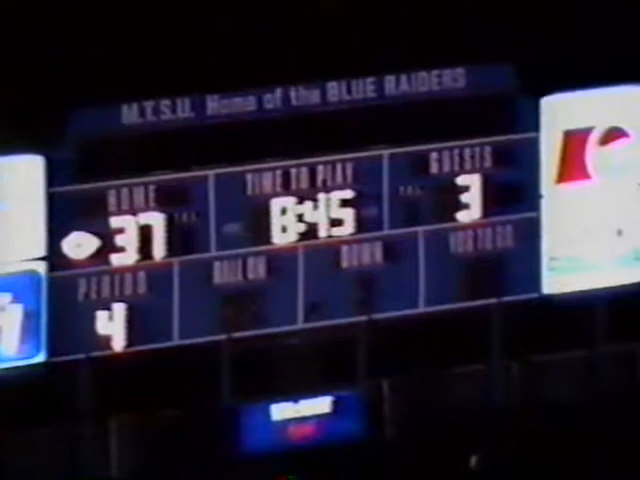 M.T.S.U. Home of the BLUE RAIDERS
HOME TIME TO PLAY GUESTS
37 8:45 3
PERIOD BALL ON DOWN YDS TO GO
4